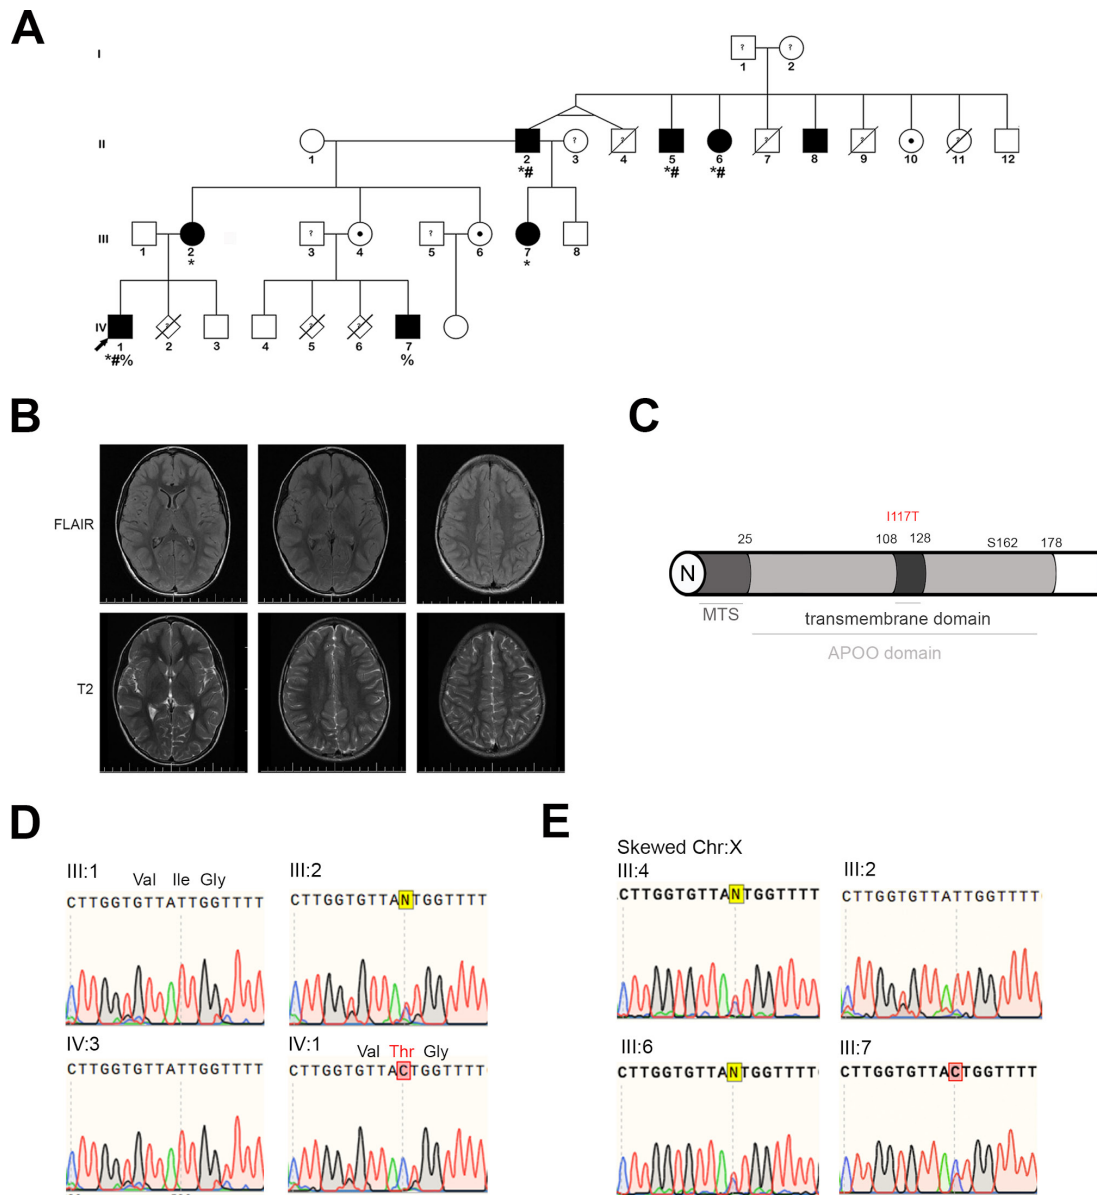 A
I
? ?
1 2
II
? ? ? ? ?
1 2 3 4 5 6 7 8 9 10 11 12
*# *# *#
III
? ?
1 2 3 4 5 6 7 8
* *
IV
? ? ?
1 2 3 4 5 6 7
*#% %
B
FLAIR
T2
C
I117T
25 108 128 S162 178
N
MTS
transmembrane domain
APOO domain
D
III:1
Val Ile Gly
CTTGGTGTTATTGGTTTT
III:2
CTTGGTGTTANTGGTTTT
IV:3
CTTGGTGTTATTGGTTTT
IV:1
Val Thr Gly
CTTGGTGTTACTGGTTTT
E
Skewed Chr:X
III:4
CTTGGTGTTANTGGTTTT
III:2
CTTGGTGTTATTGGTTTT
III:6
CTTGGTGTTANTGGTTTT
III:7
CTTGGTGTTACTGGTTTT